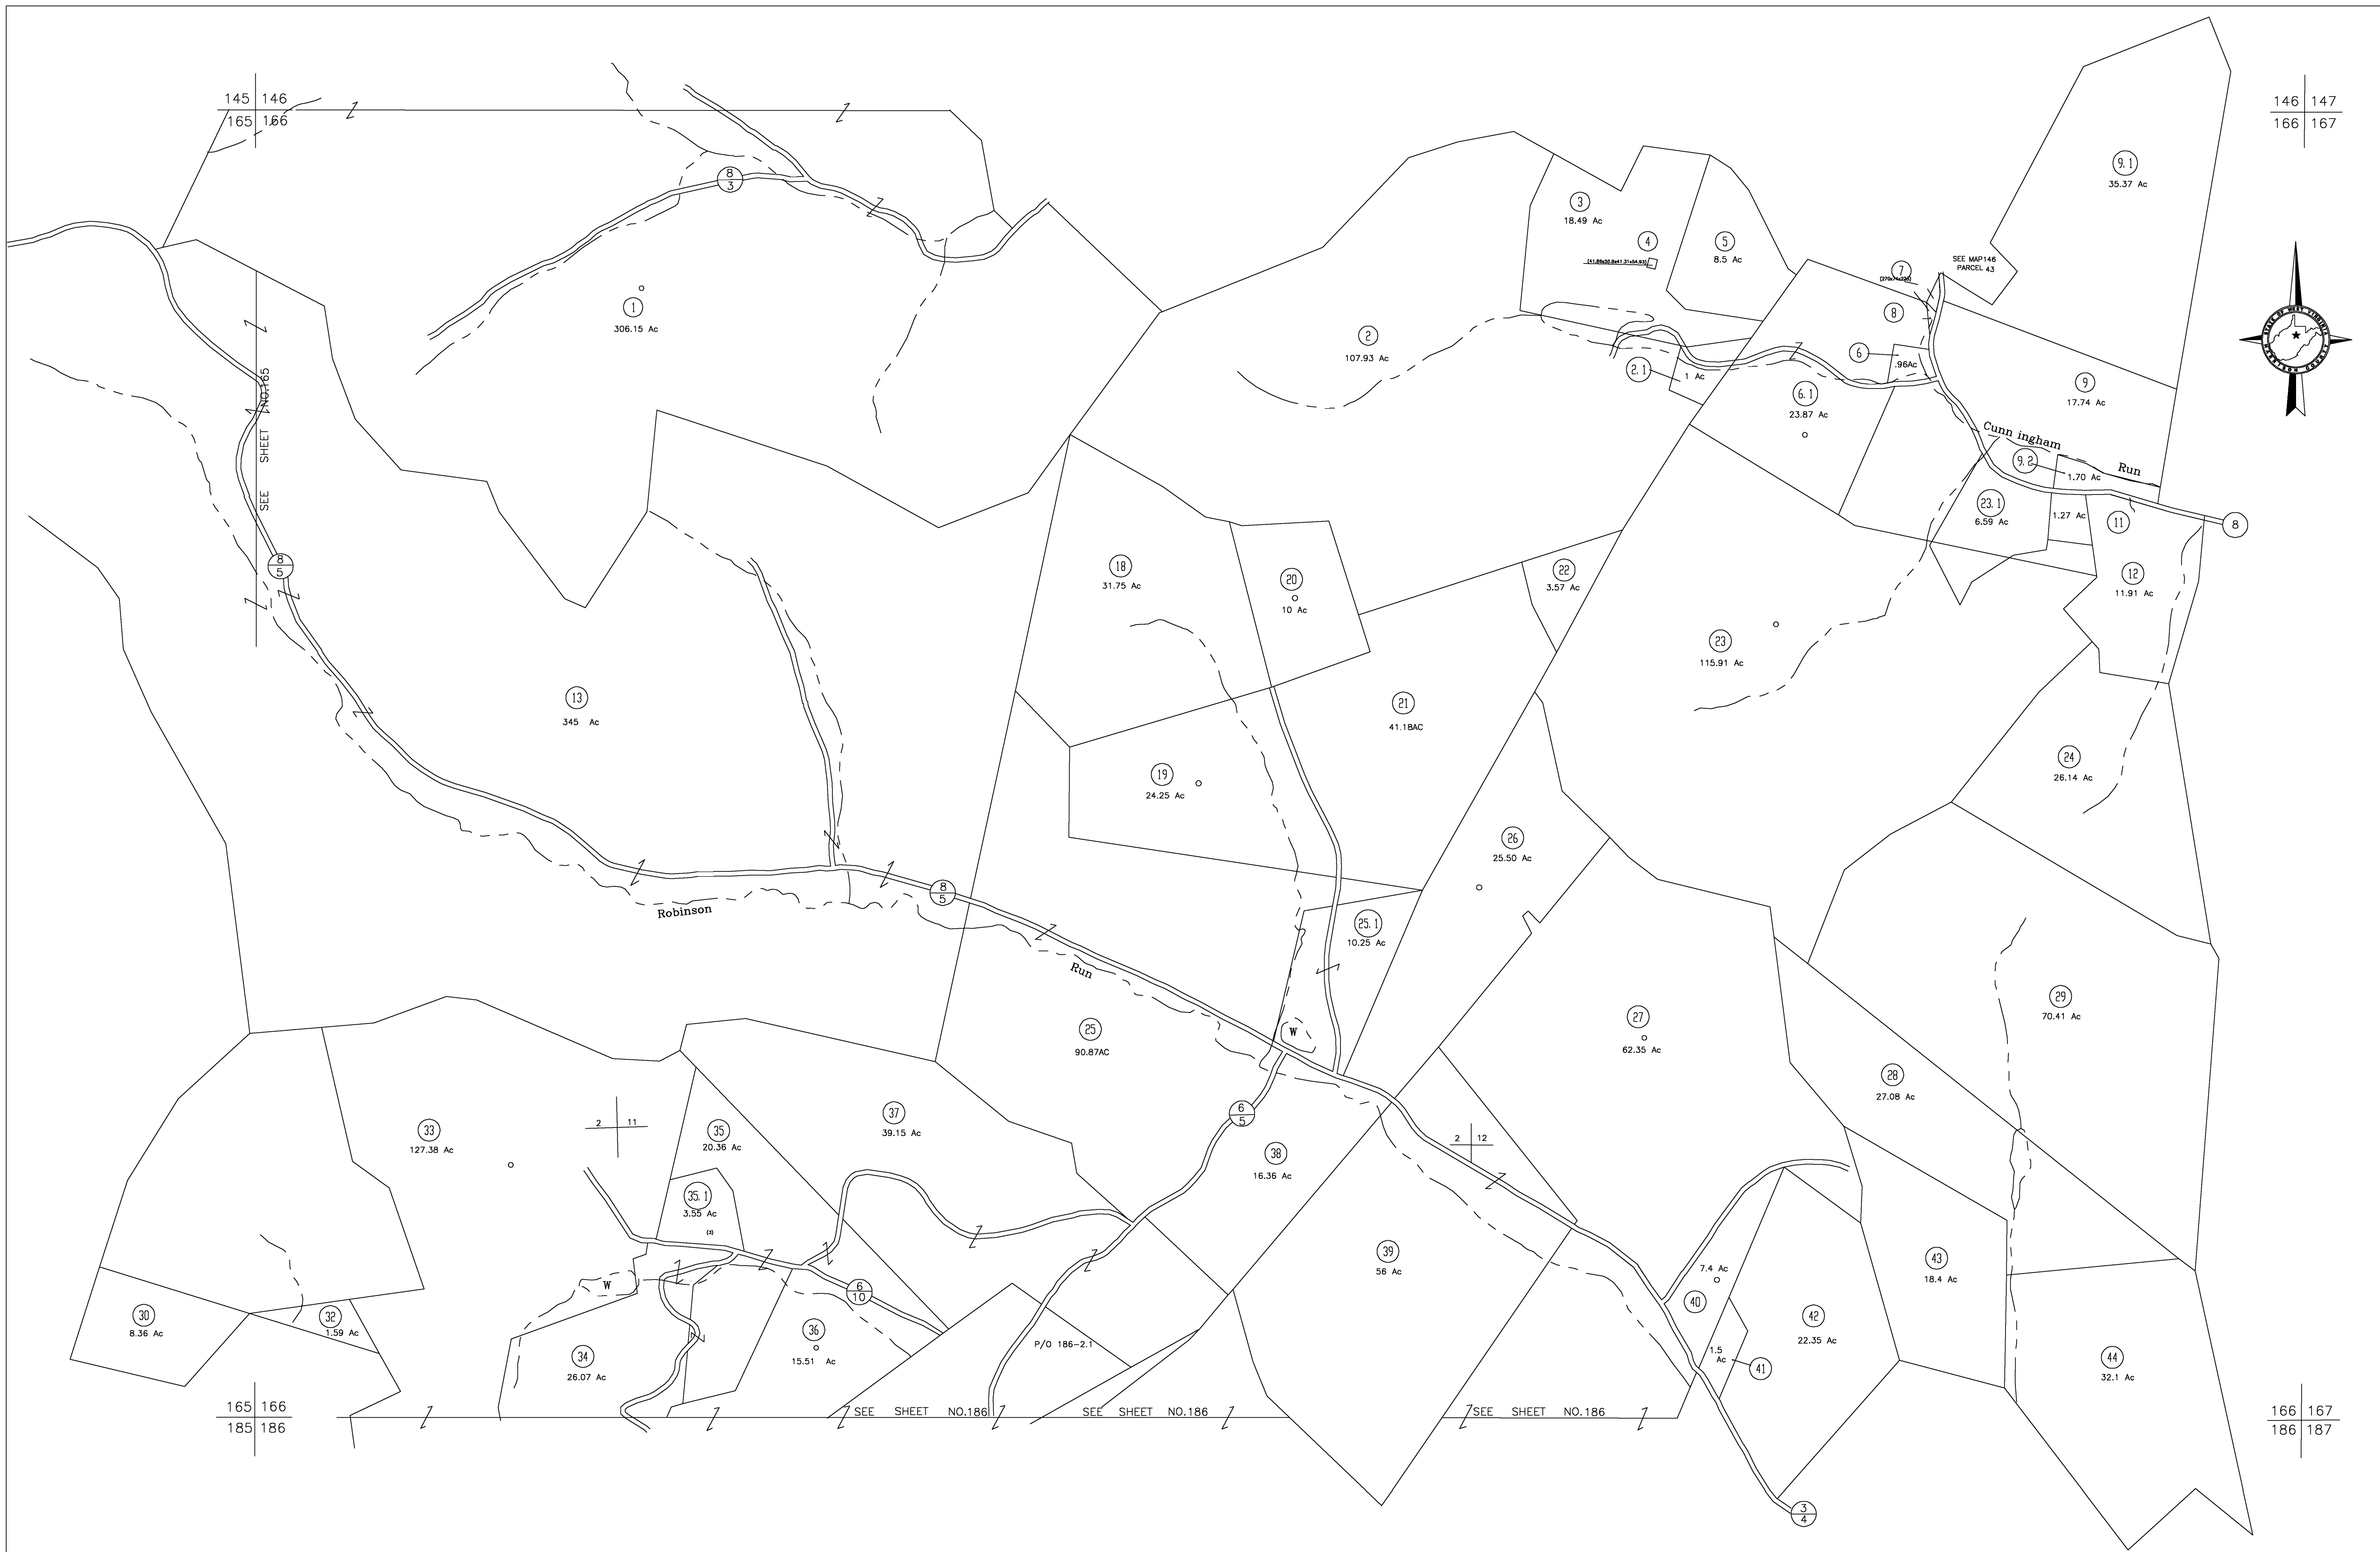 145 146
165 166
146 147
166 167
8
3
9.1
35.37 Ac
3
18.49 Ac
4
5
8.5 Ac
SEE MAP146
PARCEL 43
7
8
1
306.15 Ac
2
107.93 Ac
STATE OF WEST VIRGINIA
HARRISON COUNTY
6
.96Ac
2.1
1 Ac
6.1
23.87 Ac
9
17.74 Ac
SEE SHEET NO.165
Cunn ingham
Run
9.2
1.70 Ac
23.1
6.59 Ac
1.27 Ac
11
8
8
5
18
31.75 Ac
20
10 Ac
22
3.57 Ac
12
11.91 Ac
23
115.91 Ac
13
345 Ac
21
41.18AC
19
24.25 Ac
24
26.14 Ac
26
25.50 Ac
8
5
Robinson
Run
25.1
10.25 Ac
29
70.41 Ac
25
90.87AC
W
27
62.35 Ac
28
27.08 Ac
33
127.38 Ac
2 11
35
20.36 Ac
37
39.15 Ac
6
5
2 12
38
16.36 Ac
35.1
3.55 Ac
(3)
39
56 Ac
7.4 Ac
40
43
18.4 Ac
W
6
10
30
8.36 Ac
32
1.59 Ac
36
15.51 Ac
P/O 186-2.1
42
22.35 Ac
1.5
Ac
41
34
26.07 Ac
44
32.1 Ac
165 166
185 186
SEE SHEET NO.186
SEE SHEET NO.186
SEE SHEET NO.186
166 167
186 187
3
4